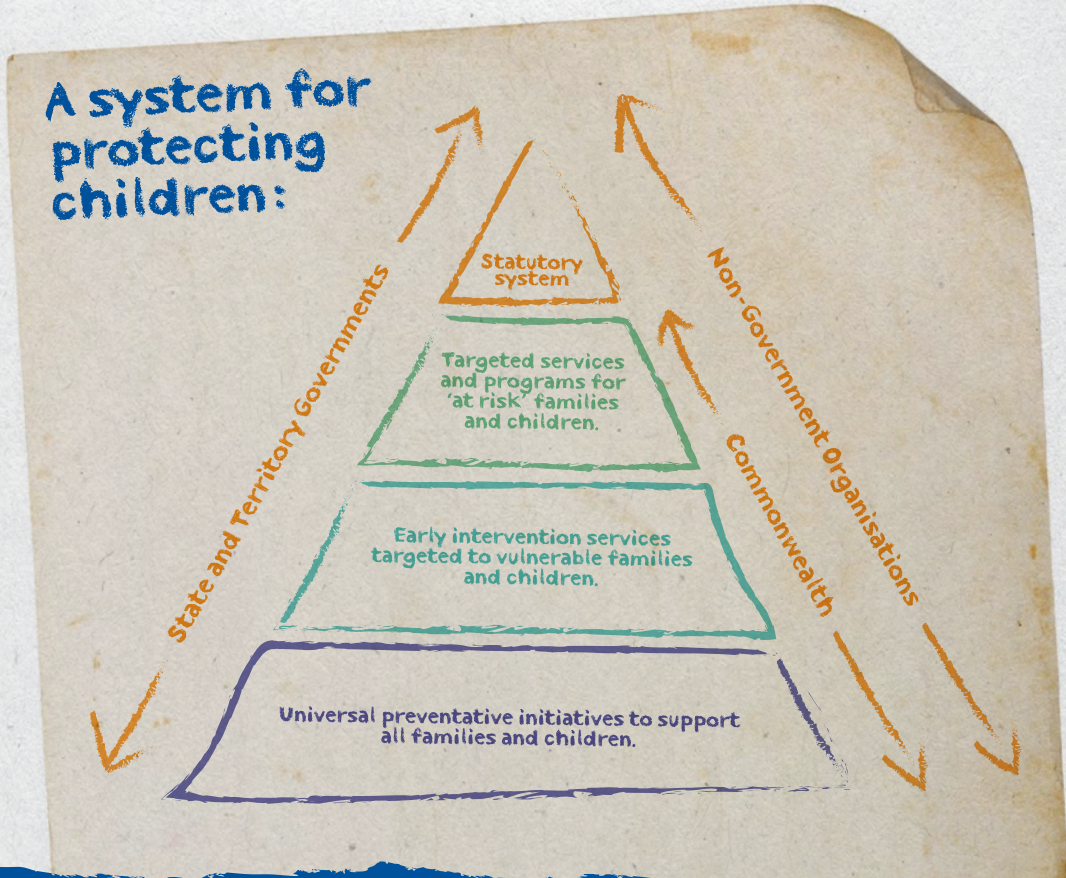 A system for
protecting
children:
Statutory
system
Targeted services
and programs for
'at risk' families
and children.
Early intervention services
targeted to vulnerable families
and children.
Universal preventative initiatives to support
all families and children.
State and Territory Governments
Non-Government Organisations
Commonwealth